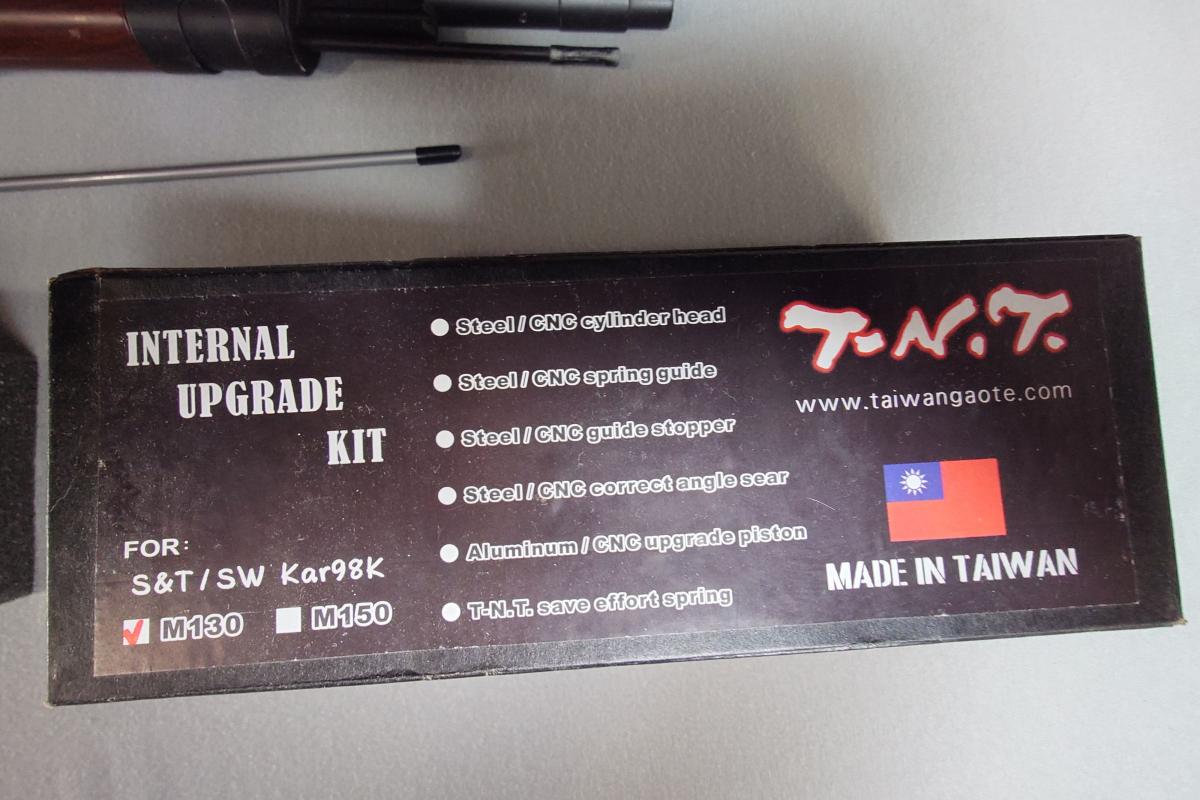 INTERNAL
UPGRADE
KIT
FOR:
S&T / SW Kar98K
M130 M150
Steel / CNC cylinder head
Steel / CNC spring guide
Steel / CNC guide stopper
Steel / CNC correct angle sear
Aluminum / CNC upgrade piston
T-N.T. save effort spring
T-N.T.
www.taiwangaote.com
MADE IN TAIWAN